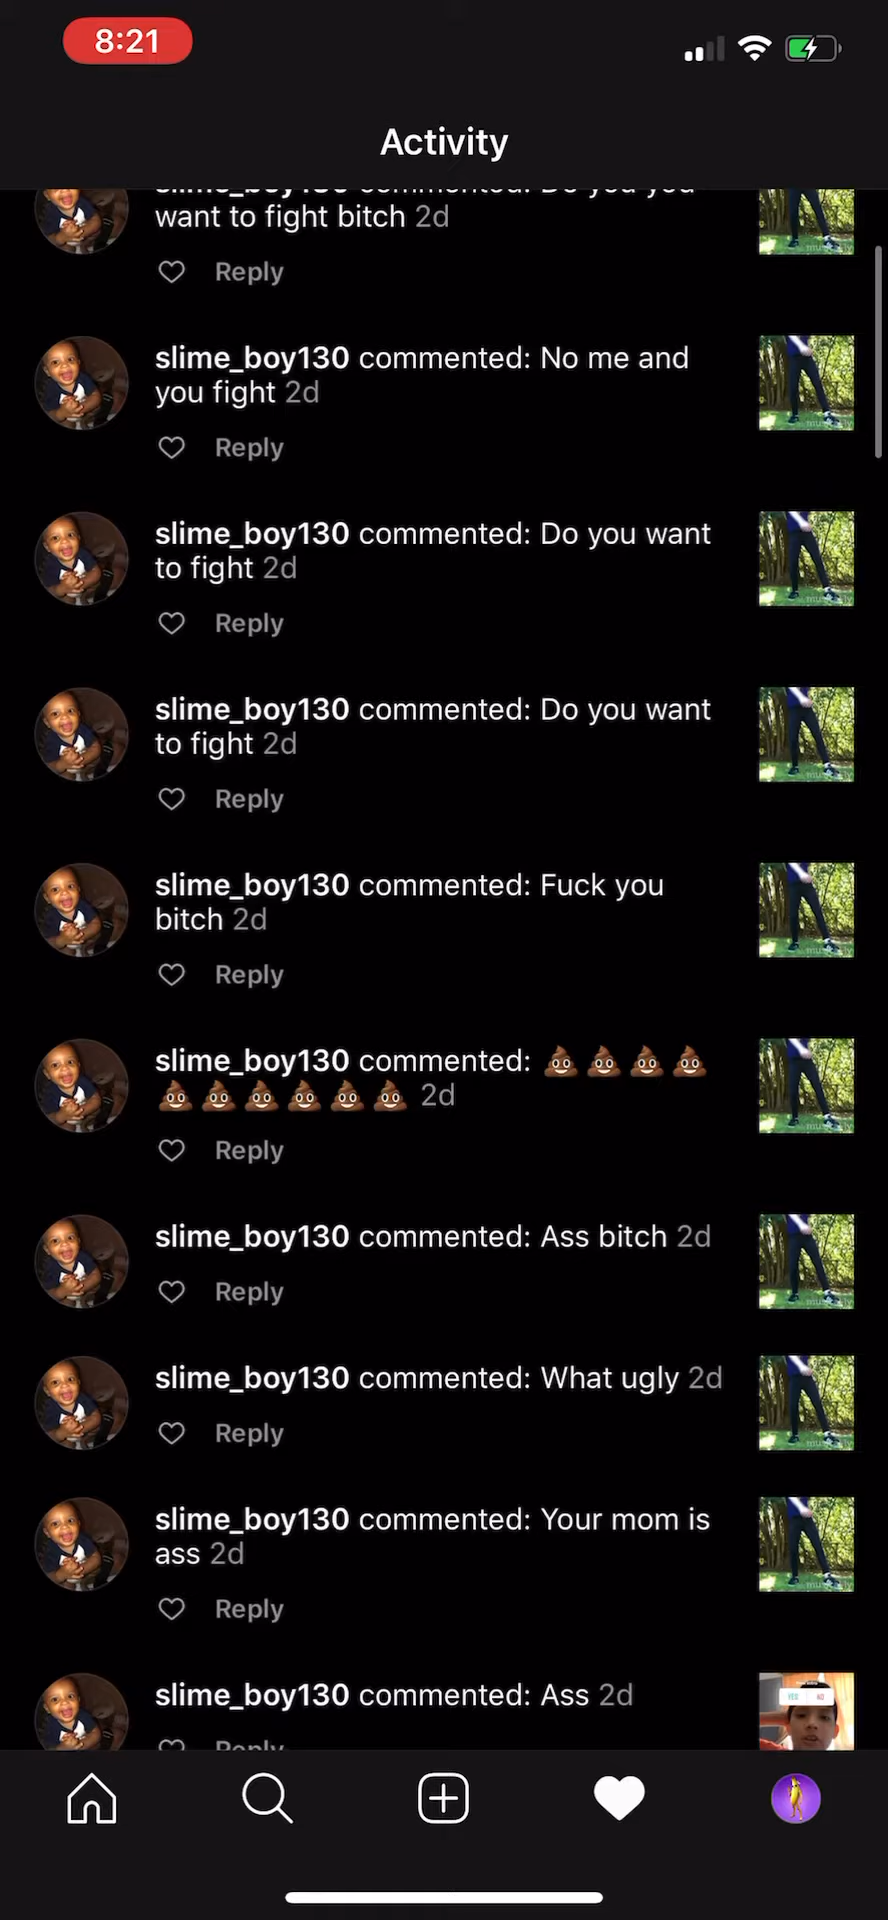 8:21
Activity
slime_boy130 commented: Do you you
want to fight bitch 2d
Reply
slime_boy130 commented: No me and
you fight 2d
Reply
slime_boy130 commented: Do you want
to fight 2d
Reply
slime_boy130 commented: Do you want
to fight 2d
Reply
slime_boy130 commented: Fuck you
bitch 2d
Reply
slime_boy130 commented: 💩💩💩💩
💩💩💩💩💩💩 2d
Reply
slime_boy130 commented: Ass bitch 2d
Reply
slime_boy130 commented: What ugly 2d
Reply
slime_boy130 commented: Your mom is
ass 2d
Reply
slime_boy130 commented: Ass 2d
YES NO
Reply